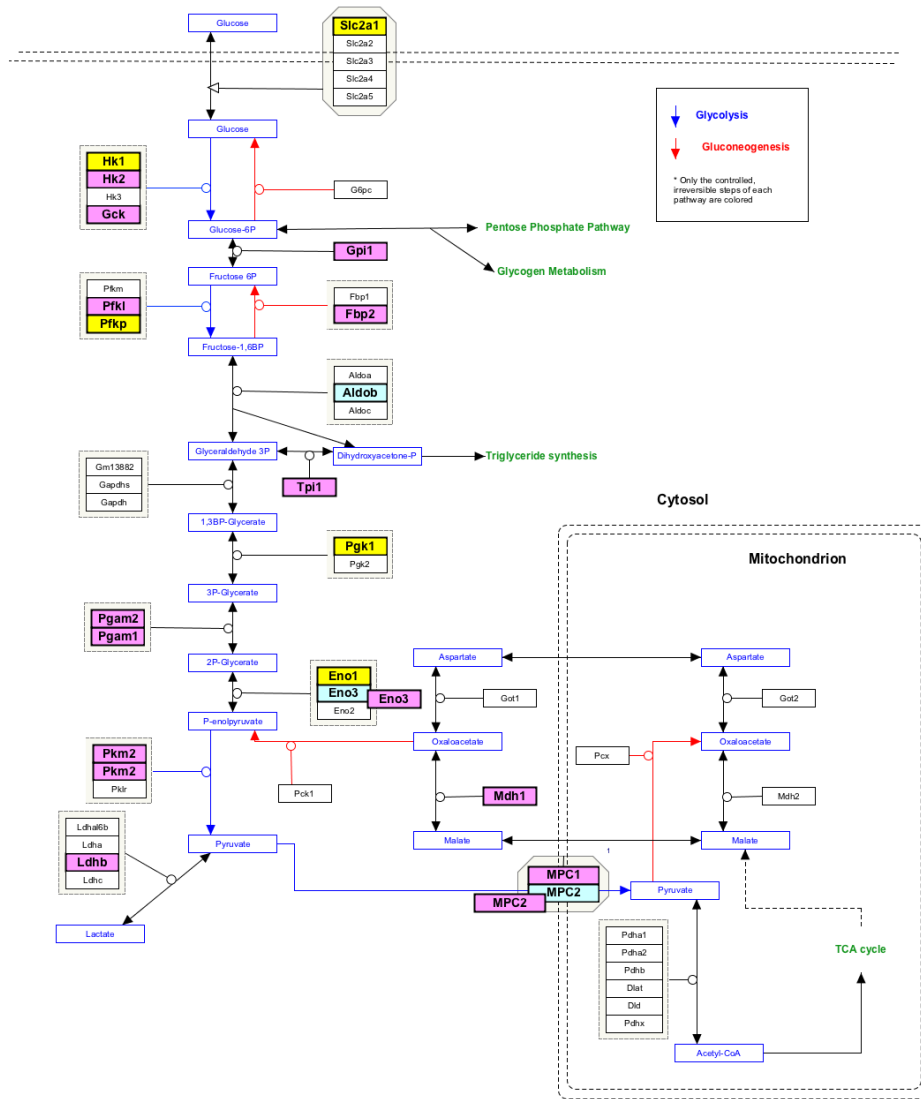 Glucose
Slc2a1
Slc2a2
Slc2a3
Slc2a4
Slc2a5
Glycolysis
Gluconeogenesis
* Only the controlled,
irreversible steps of each
pathway are colored
Glucose
Hk1
Hk2
Hk3
Gck
G6pc
Glucose-6P
Pentose Phosphate Pathway
Gpi1
Glycogen Metabolism
Fructose 6P
Pfkm
Pfkl
Pfkp
Fbp1
Fbp2
Fructose-1,6BP
Aldoa
Aldob
Aldoc
Glyceraldehyde 3P
Dihydroxyacetone-P
Triglyceride synthesis
Gm13882
Gapdhs
Gapdh
Tpi1
Cytosol
1,3BP-Glycerate
Pgk1
Pgk2
Mitochondrion
3P-Glycerate
Pgam2
Pgam1
2P-Glycerate
Aspartate
Aspartate
Eno1
Eno3
Eno2
Eno3
Got1
Got2
P-enolpyruvate
Oxaloacetate
Oxaloacetate
Pkm2
Pkm2
Pklr
Pck1
Pcx
Mdh1
Mdh2
Ldhal6b
Ldha
Ldhb
Ldhc
Pyruvate
Malate
Malate
1
MPC1
MPC2
MPC2
Pyruvate
Lactate
Pdha1
Pdha2
Pdhb
Dlat
Dld
Pdhx
TCA cycle
Acetyl-CoA